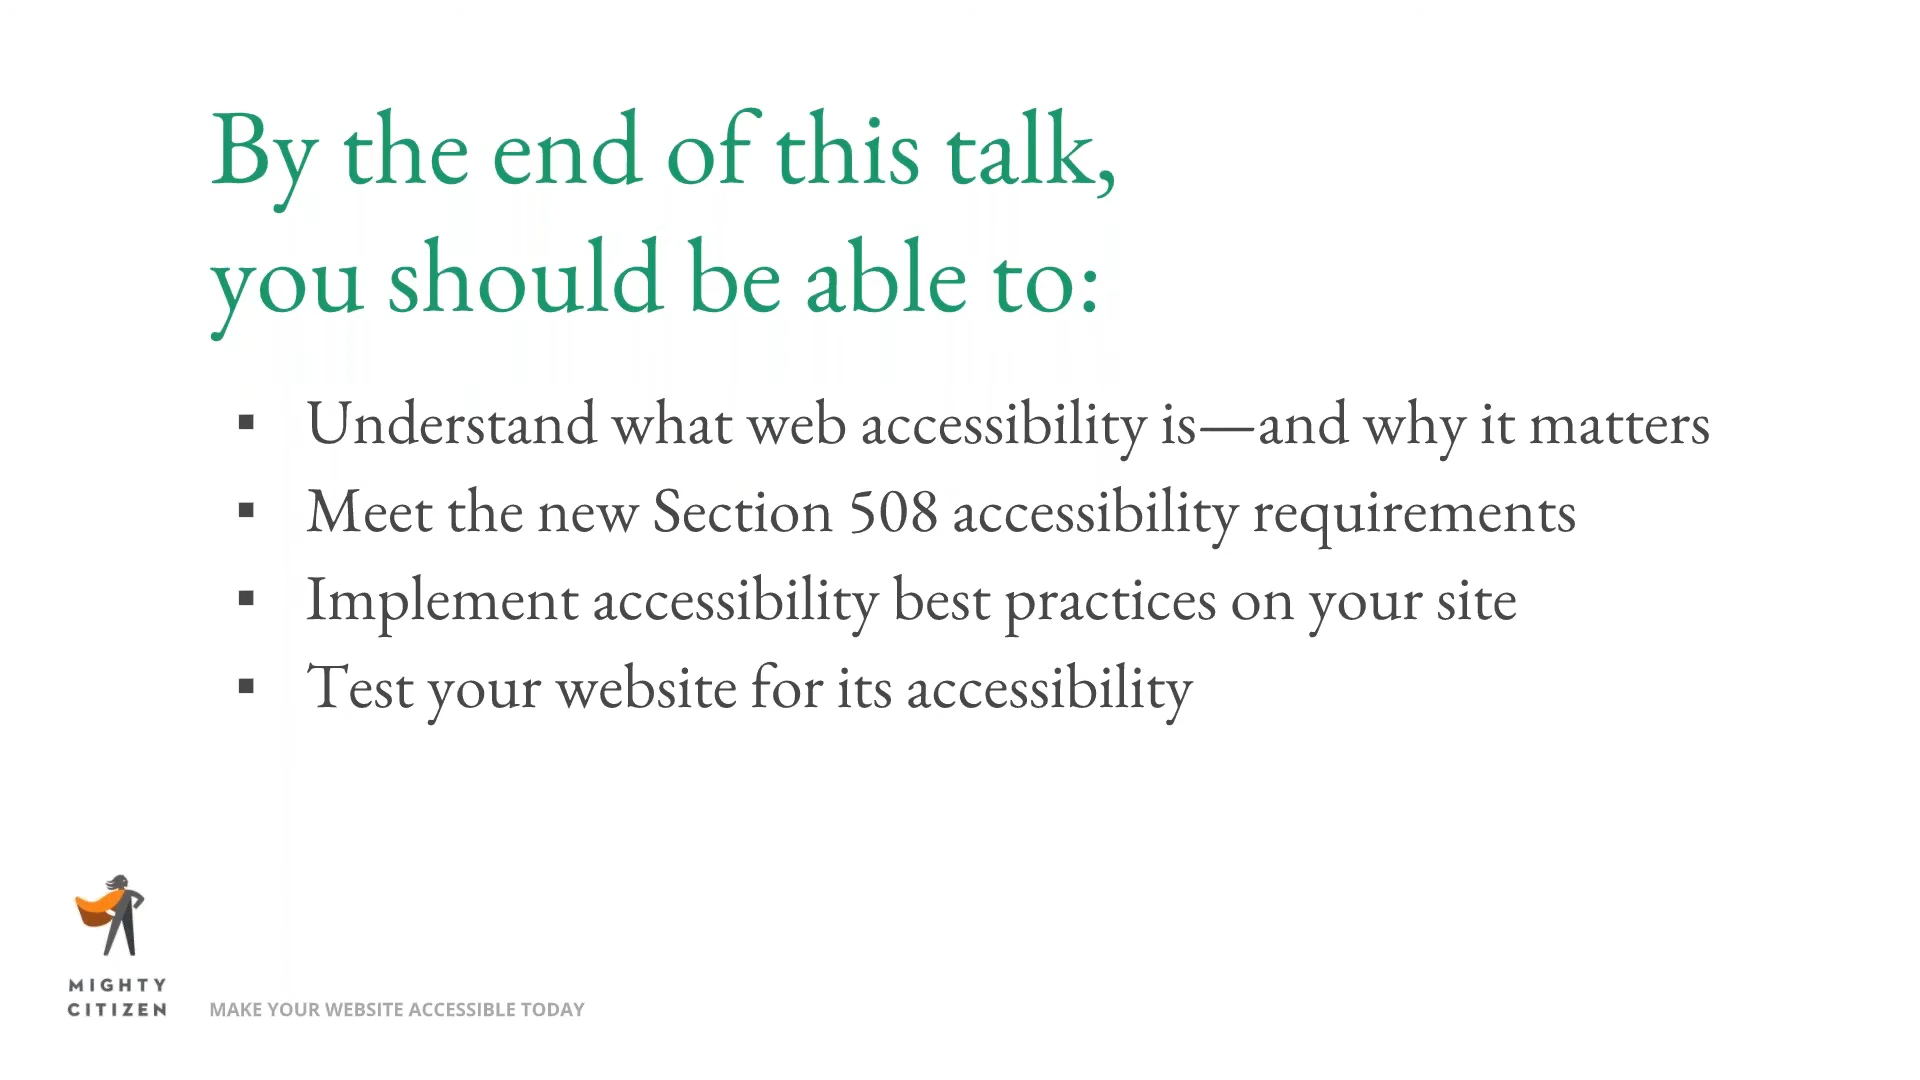 By the end of this talk,
you should be able to:
▪ Understand what web accessibility is—and why it matters
▪ Meet the new Section 508 accessibility requirements
▪ Implement accessibility best practices on your site
▪ Test your website for its accessibility
MIGHTY
CITIZEN
MAKE YOUR WEBSITE ACCESSIBLE TODAY